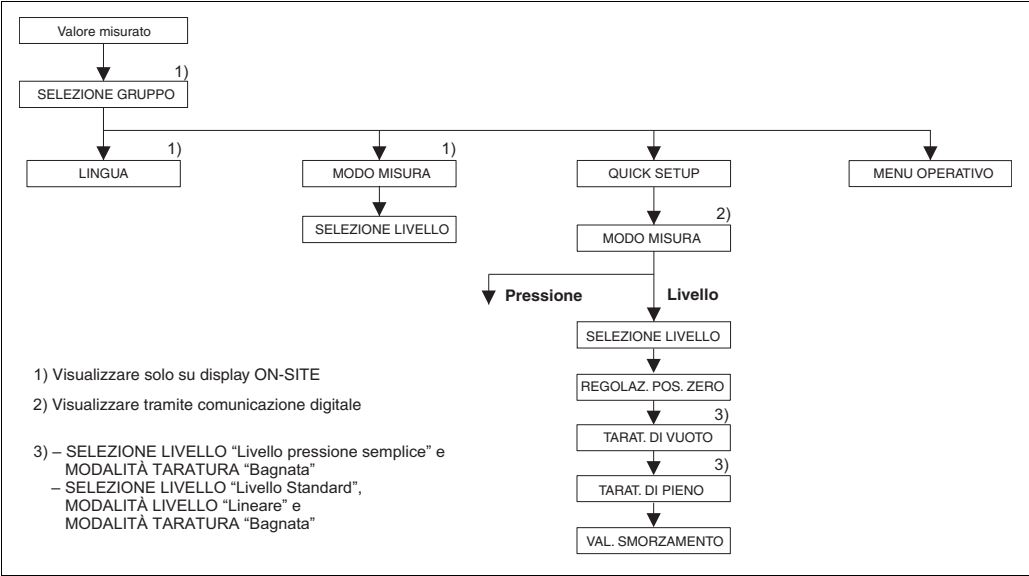 Valore misurato
1)
SELEZIONE GRUPPO
1)
1)
LINGUA
MODO MISURA
QUICK SETUP
MENU OPERATIVO
SELEZIONE LIVELLO
2)
MODO MISURA
Pressione
Livello
SELEZIONE LIVELLO
REGOLAZ. POS. ZERO
3)
TARAT. DI VUOTO
3)
TARAT. DI PIENO
VAL. SMORZAMENTO
1) Visualizzare solo su display ON-SITE
2) Visualizzare tramite comunicazione digitale
3) – SELEZIONE LIVELLO “Livello pressione semplice” e
MODALITÀ TARATURA “Bagnata”
– SELEZIONE LIVELLO “Livello Standard”,
MODALITÀ LIVELLO “Lineare” e
MODALITÀ TARATURA “Bagnata”